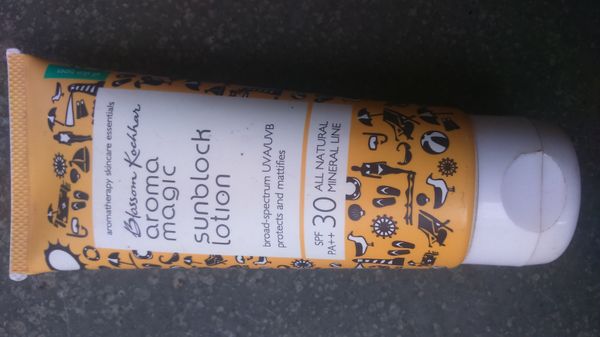 aromatherapy skincare essentials
Blossom Kochhar
aroma
magic
sunblock
lotion
broad-spectrum UVA/UVB
protects and mattifies
SPF 30 ALL NATURAL
PA++ MINERAL LINE